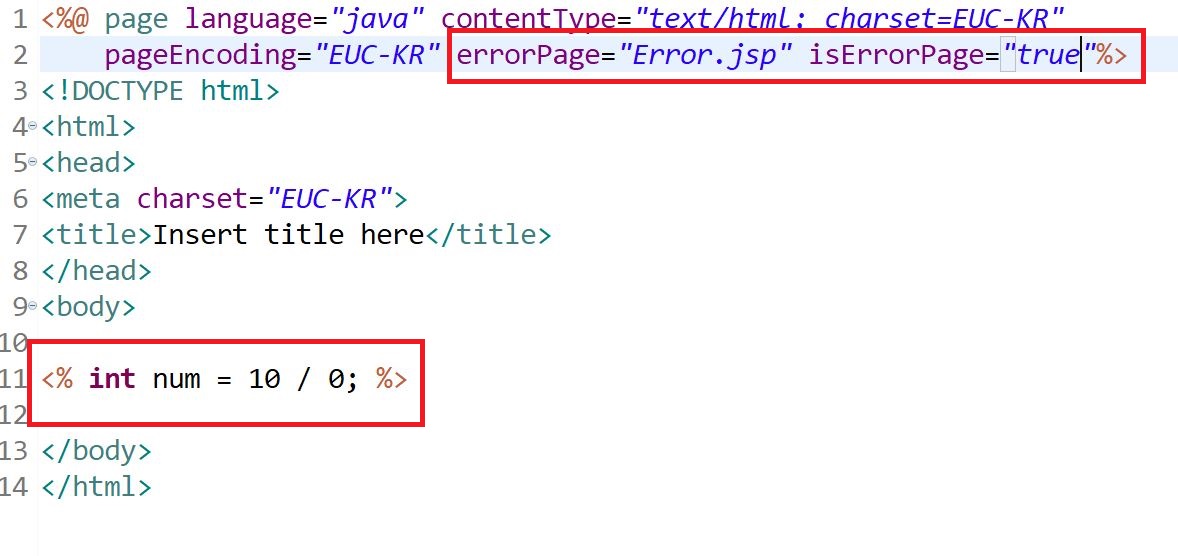 1 <%@ page language="java" contentType="text/html; charset=EUC-KR"
2 pageEncoding="EUC-KR" errorPage="Error.jsp" isErrorPage="true"%>
3 <!DOCTYPE html>
4 <html>
5 <head>
6 <meta charset="EUC-KR">
7 <title>Insert title here</title>
8 </head>
9 <body>
10
11 <% int num = 10 / 0; %>
12
13 </body>
14 </html>